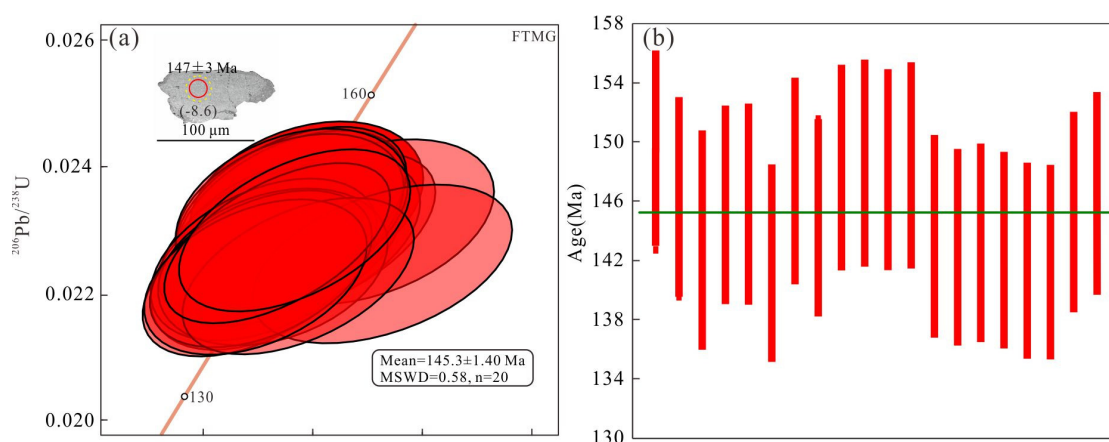 (a)
FTMG
147±3 Ma
(-8.6)
100 μm
160
130
Mean=145.3±1.40 Ma
MSWD=0.58, n=20
0.026
0.024
0.022
0.020
²⁰⁶Pb/²³⁸U
(b)
158
154
150
146
142
138
134
130
Age(Ma)